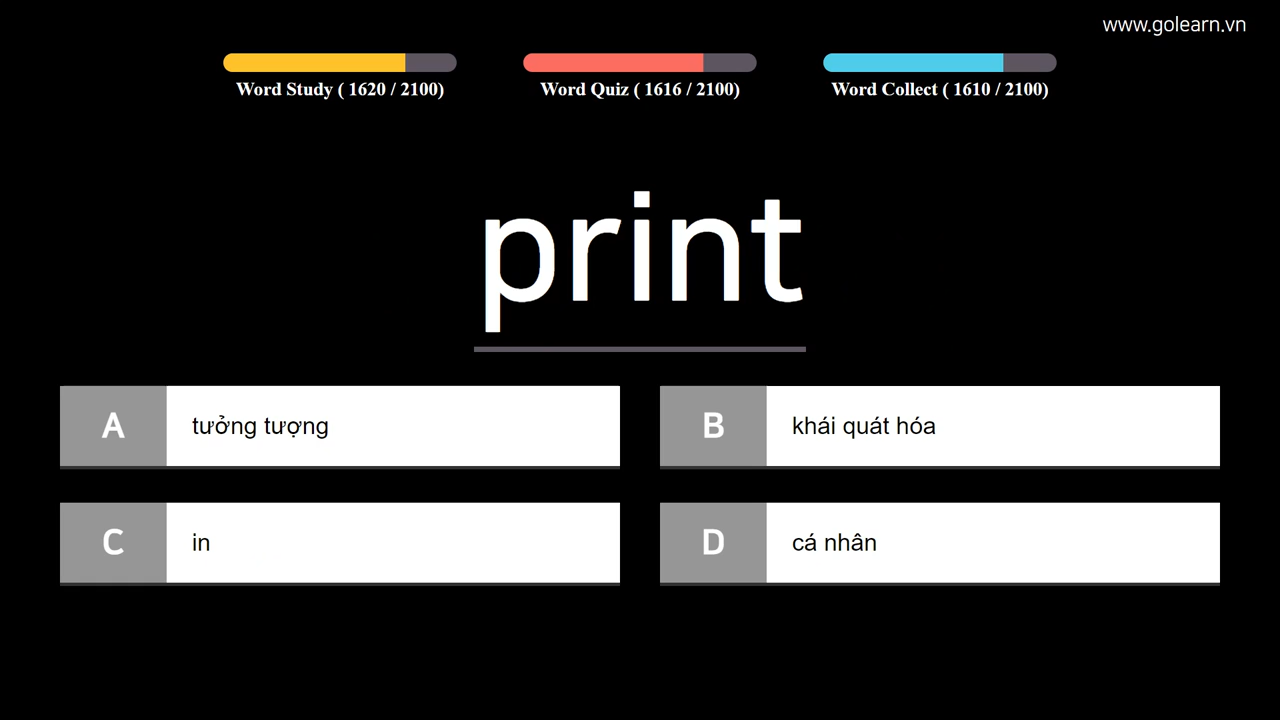 www.golearn.vn
Word Study ( 1620 / 2100)
Word Quiz ( 1616 / 2100)
Word Collect ( 1610 / 2100)
print
A tưởng tượng
B khái quát hóa
C in
D cá nhân